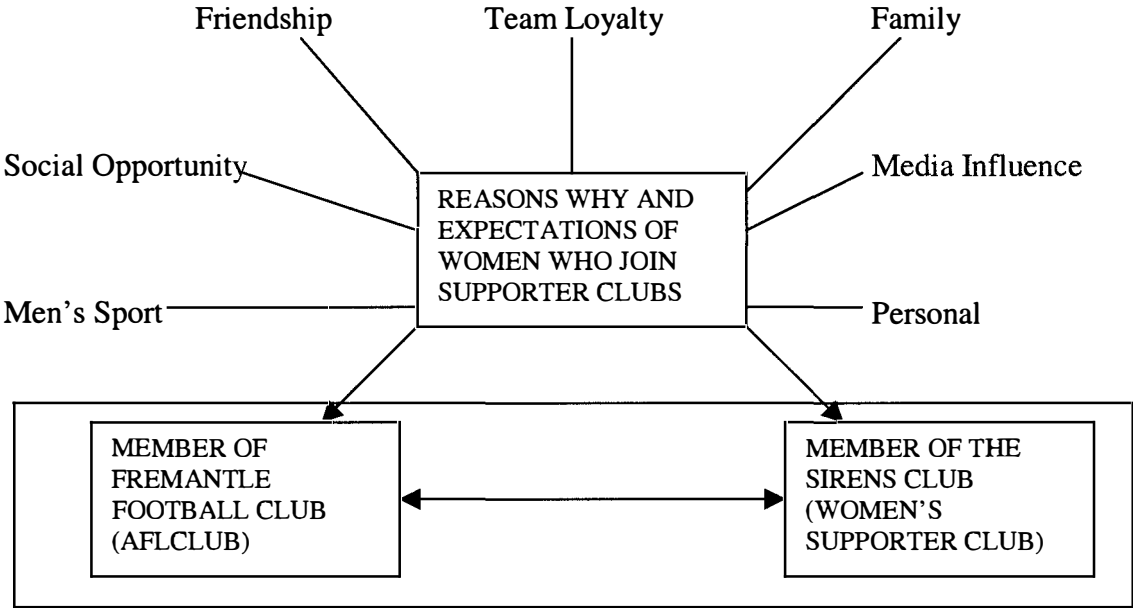 Friendship
Team Loyalty
Family
Social Opportunity
Media Influence
REASONS WHY AND
EXPECTATIONS OF
WOMEN WHO JOIN
SUPPORTER CLUBS
Men's Sport
Personal
MEMBER OF
FREMANTLE
FOOTBALL CLUB
(AFLCLUB)
MEMBER OF THE
SIRENS CLUB
(WOMEN'S
SUPPORTER CLUB)